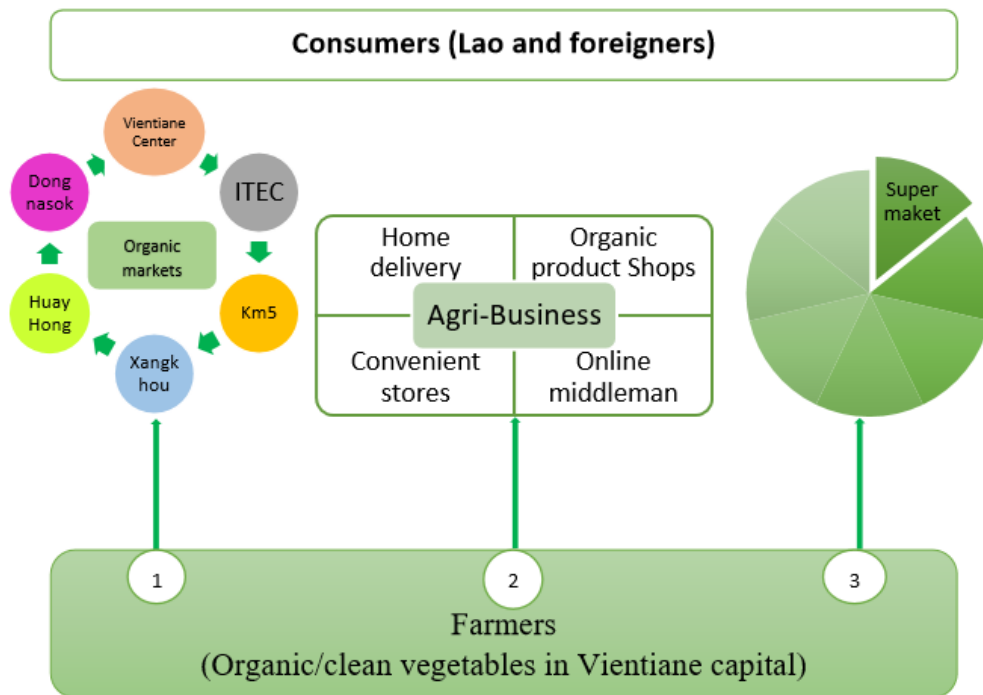 Consumers (Lao and foreigners)
Vientiane
Center
ITEC
Km5
Xangk
hou
Huay
Hong
Dong
nasok
Organic
markets
Home
delivery
Organic
product Shops
Agri-Business
Convenient
stores
Online
middleman
Super
maket
1
2
3
Farmers
(Organic/clean vegetables in Vientiane capital)